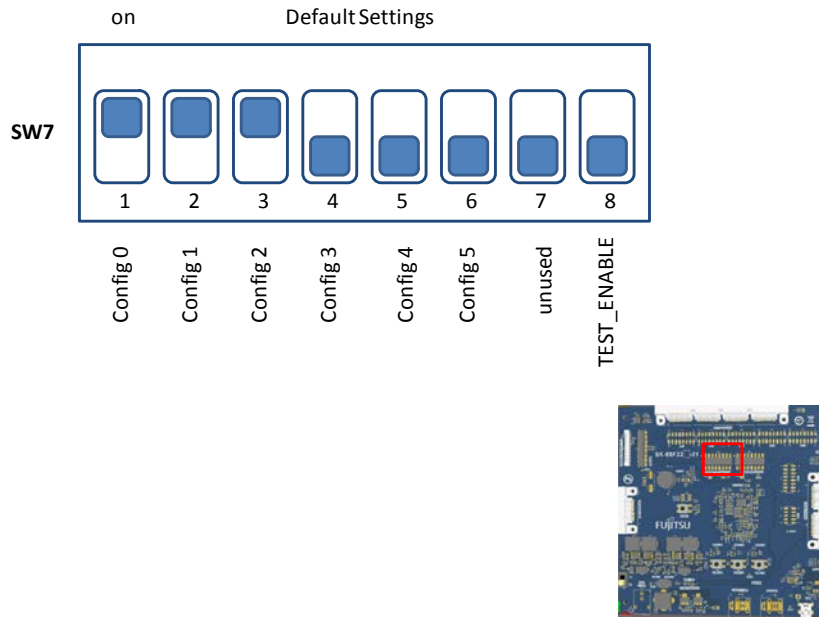 on Default Settings
SW7
1 2 3 4 5 6 7 8
Config 0
Config 1
Config 2
Config 3
Config 4
Config 5
unused
TEST_ENABLE
FUJITSU